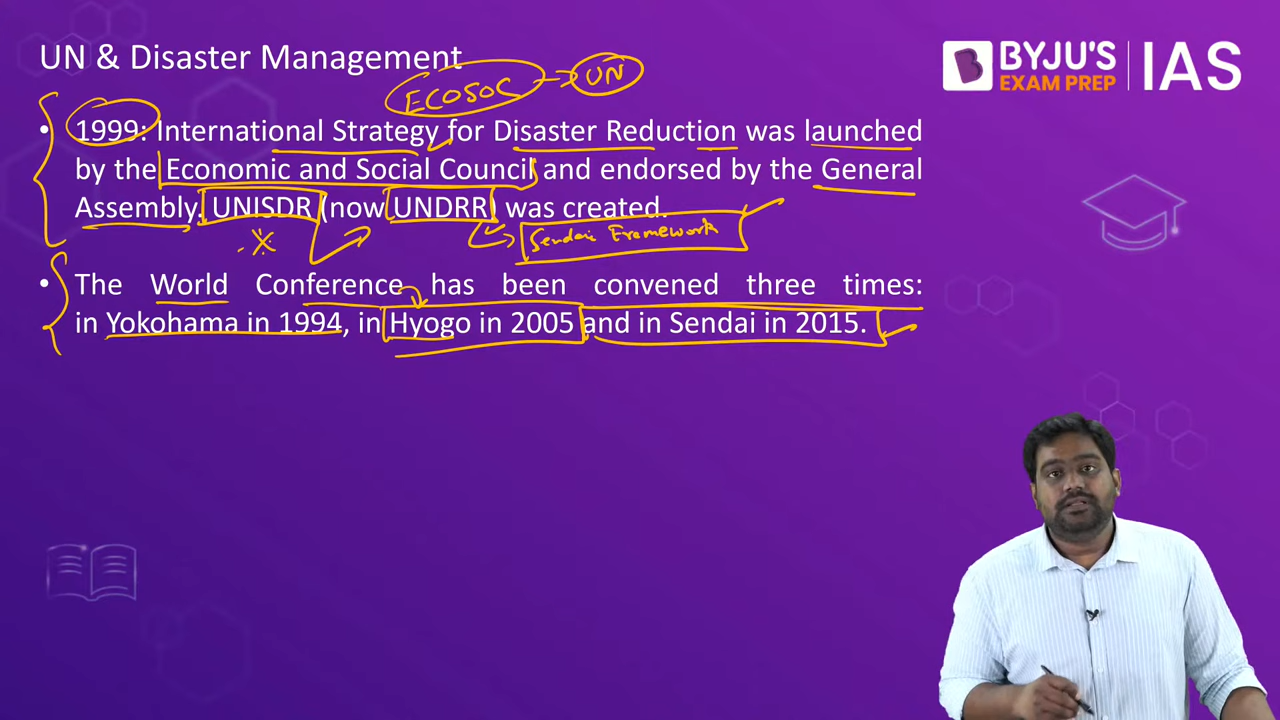 UN & Disaster Management
BYJU'S
EXAM PREP
IAS
ECOSOC → UN
• 1999: International Strategy for Disaster Reduction was launched
by the Economic and Social Council and endorsed by the General
Assembly. UNISDR (now UNDRR) was created.
Sendai Framework
• The World Conference has been convened three times:
in Yokohama in 1994, in Hyogo in 2005 and in Sendai in 2015.